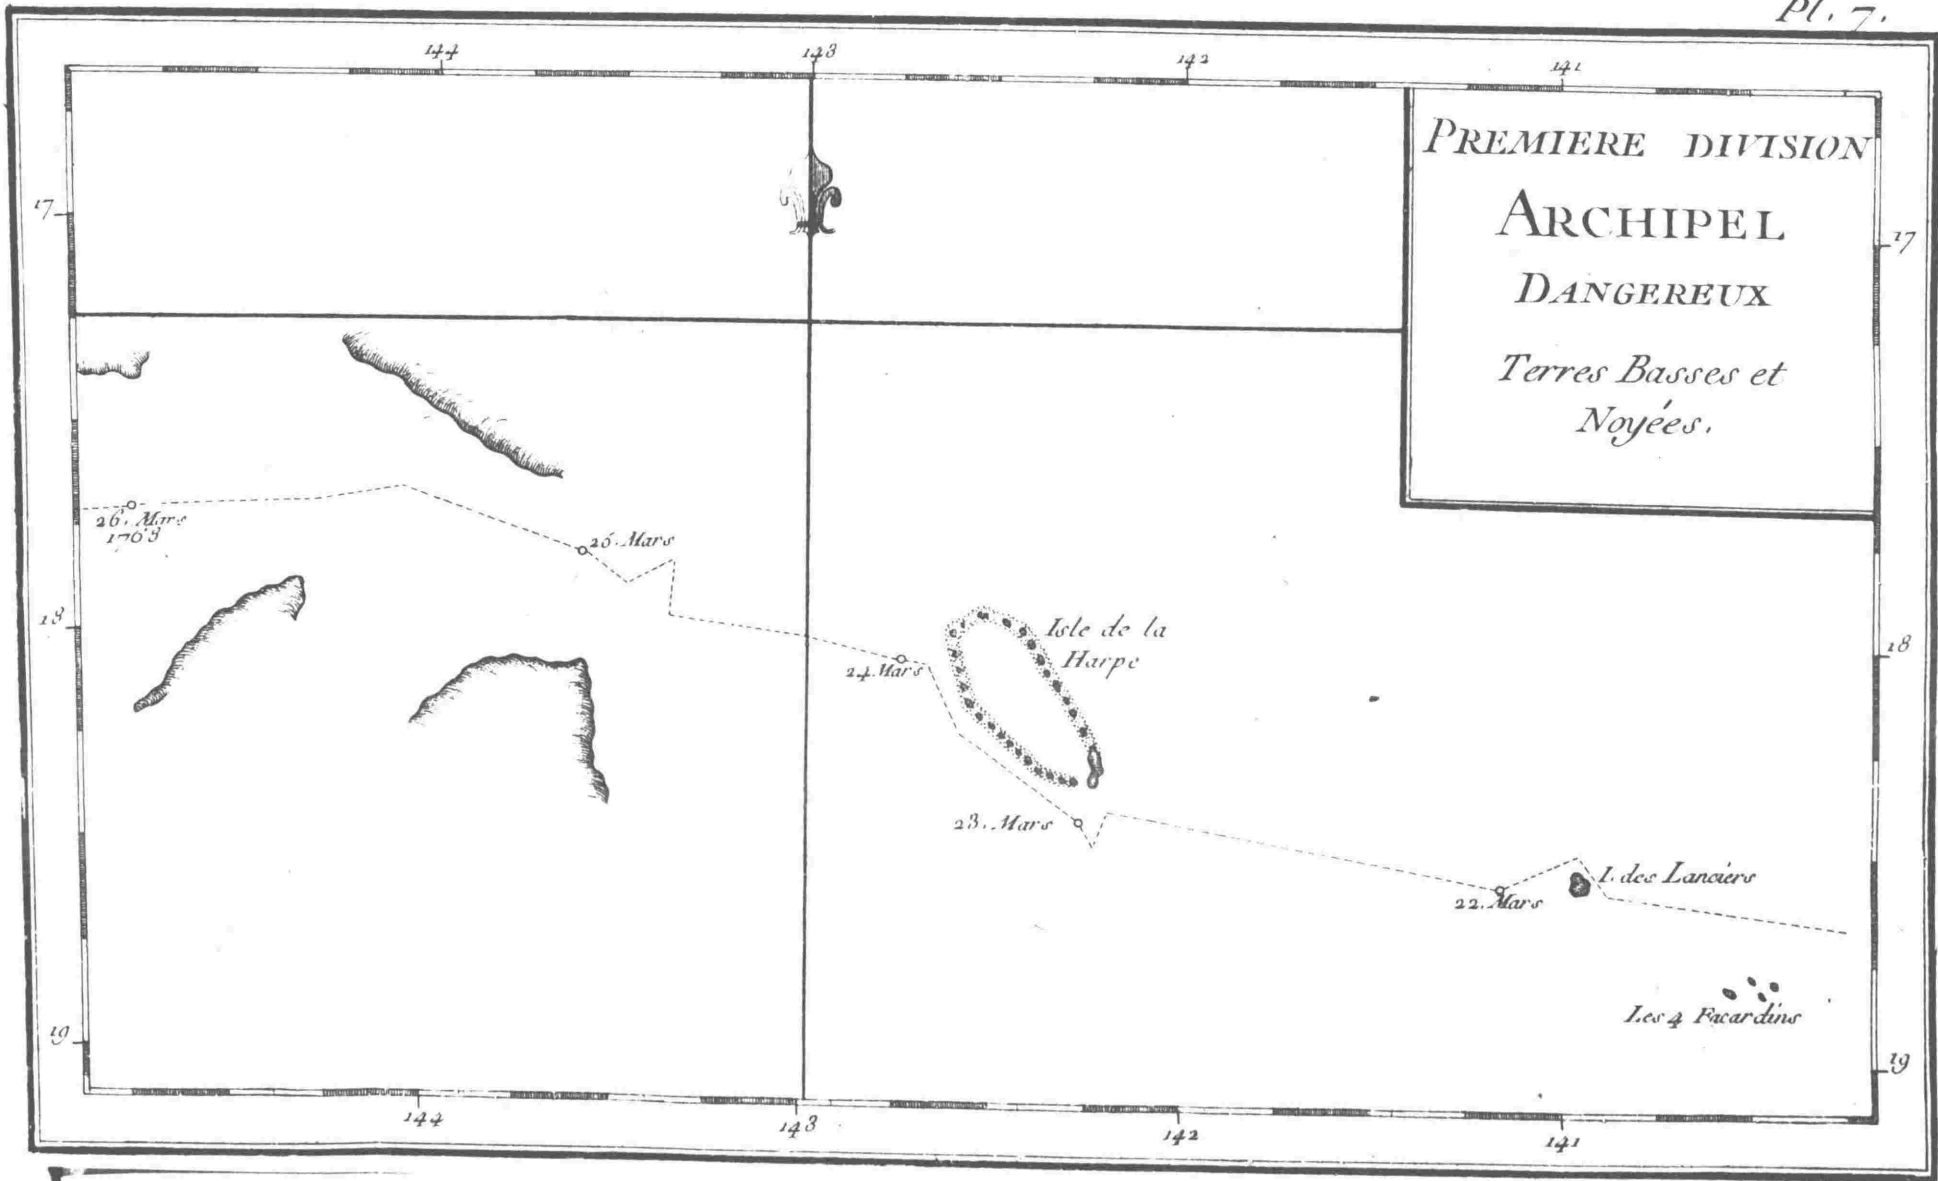 Pl. 7.
144 143 142 141
PREMIERE DIVISION
ARCHIPEL
DANGEREUX
Terres Basses et
Noyées.
17 17
26. Mars
1768
25. Mars
18 18
Isle de la
Harpe
24. Mars
23. Mars
I. des Lanciers
22. Mars
Les 4 Facardins
19 19
144 143 142 141